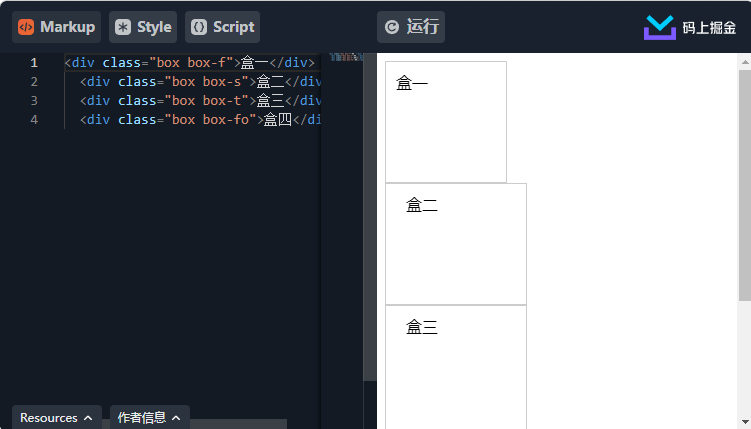 Markup Style Script 运行 码上掘金
1 <div class="box box-f">盒一</div>
2 <div class="box box-s">盒二</div
3 <div class="box box-t">盒三</div
4 <div class="box box-fo">盒四</di
盒一
盒二
盒三
Resources 作者信息